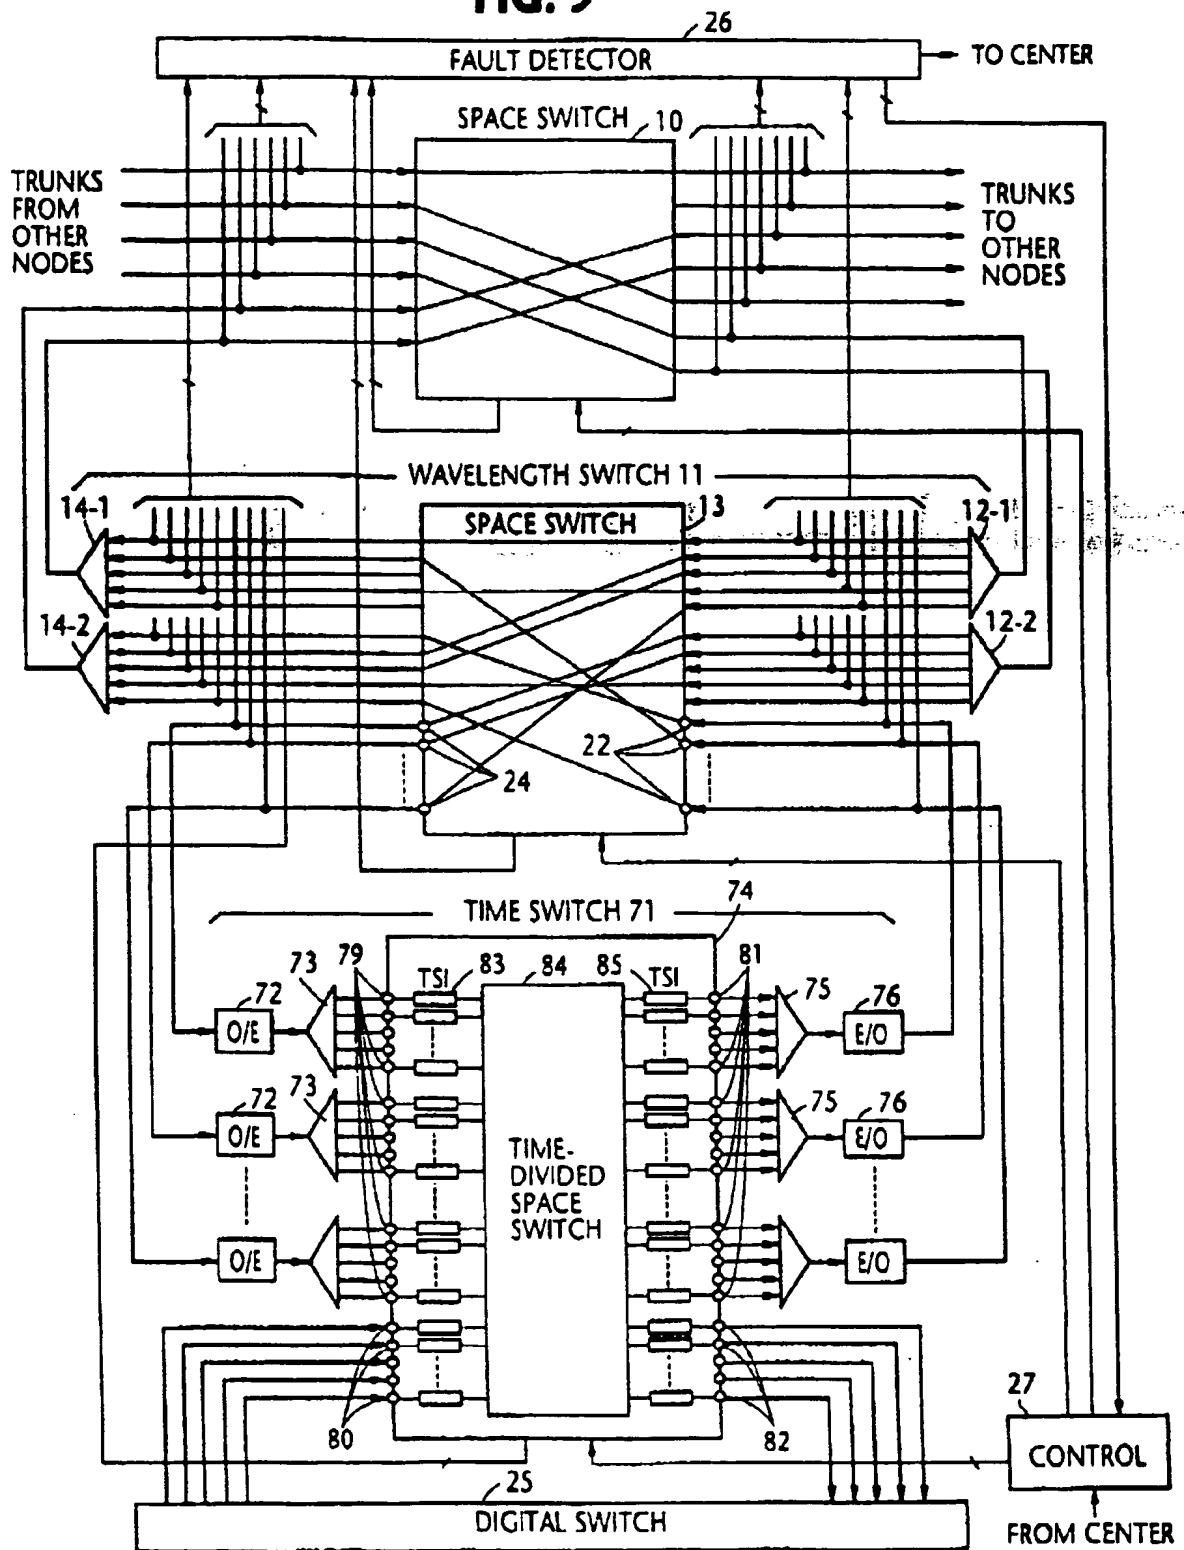 FIG. 9
26
FAULT DETECTOR
TO CENTER
SPACE SWITCH
10
TRUNKS
FROM
OTHER
NODES
TRUNKS
TO
OTHER
NODES
WAVELENGTH SWITCH 11
14-1
SPACE SWITCH
13
12-1
14-2
12-2
24
22
TIME SWITCH 71
74
73
79
TSI
83
84
85
TSI
81
75
72
O/E
76
E/O
73
75
72
O/E
76
E/O
TIME-
DIVIDED
SPACE
SWITCH
O/E
E/O
80
82
27
CONTROL
25
DIGITAL SWITCH
FROM CENTER